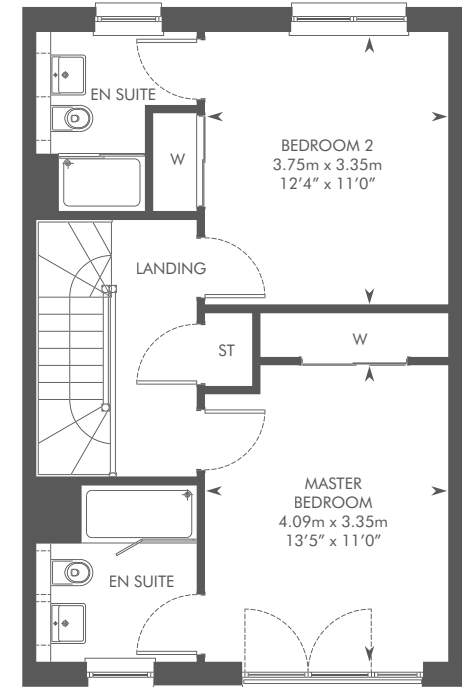 EN SUITE
W
BEDROOM 2
3.75m x 3.35m
12’4” x 11’0”
LANDING
ST
W
MASTER
BEDROOM
4.09m x 3.35m
13’5” x 11’0”
EN SUITE